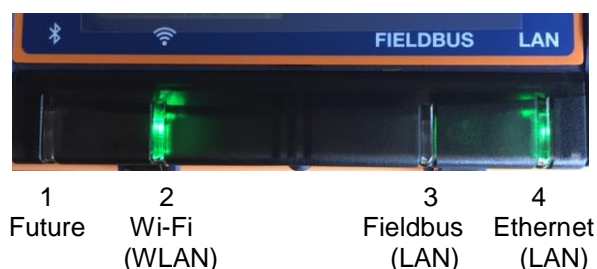 FIELDBUS LAN
1 2 3 4
Future Wi-Fi Fieldbus Ethernet
(WLAN) (LAN) (LAN)